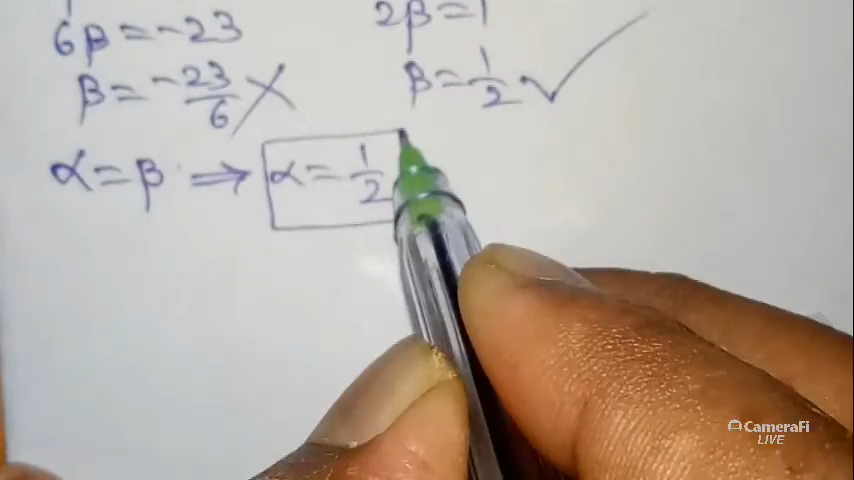 6β = -23
2β = 1
β = -23/6 ×
β = 1/2 ✓
α = β ⇒ α = 1/2
CameraFi
LIVE